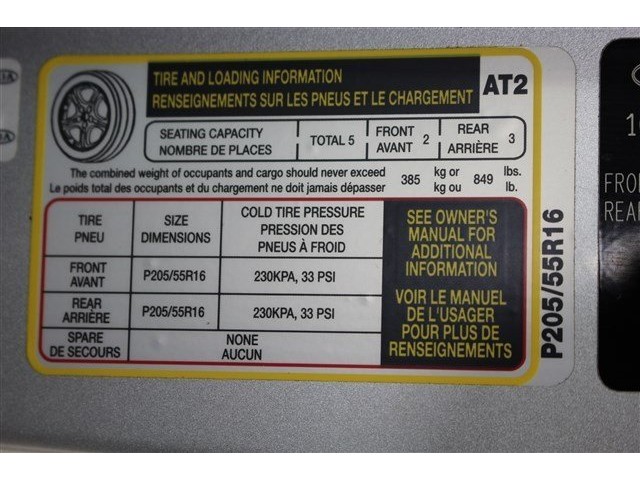 TIRE AND LOADING INFORMATION
RENSEIGNEMENTS SUR LES PNEUS ET LE CHARGEMENT
AT2
SEATING CAPACITY
NOMBRE DE PLACES
TOTAL 5
FRONT
AVANT 2
REAR
ARRIÈRE 3
The combined weight of occupants and cargo should never exceed
Le poids total des occupants et du chargement ne doit jamais dépasser
385 kg or
kg ou
849 lbs.
lb.
TIRE
PNEU
SIZE
DIMENSIONS
COLD TIRE PRESSURE
PRESSION DES
PNEUS À FROID
FRONT
AVANT
P205/55R16
230KPA, 33 PSI
REAR
ARRIÈRE
P205/55R16
230KPA, 33 PSI
SPARE
DE SECOURS
NONE
AUCUN
SEE OWNER'S
MANUAL FOR
ADDITIONAL
INFORMATION
VOIR LE MANUEL
DE L'USAGER
POUR PLUS DE
RENSEIGNEMENTS
P205/55R16